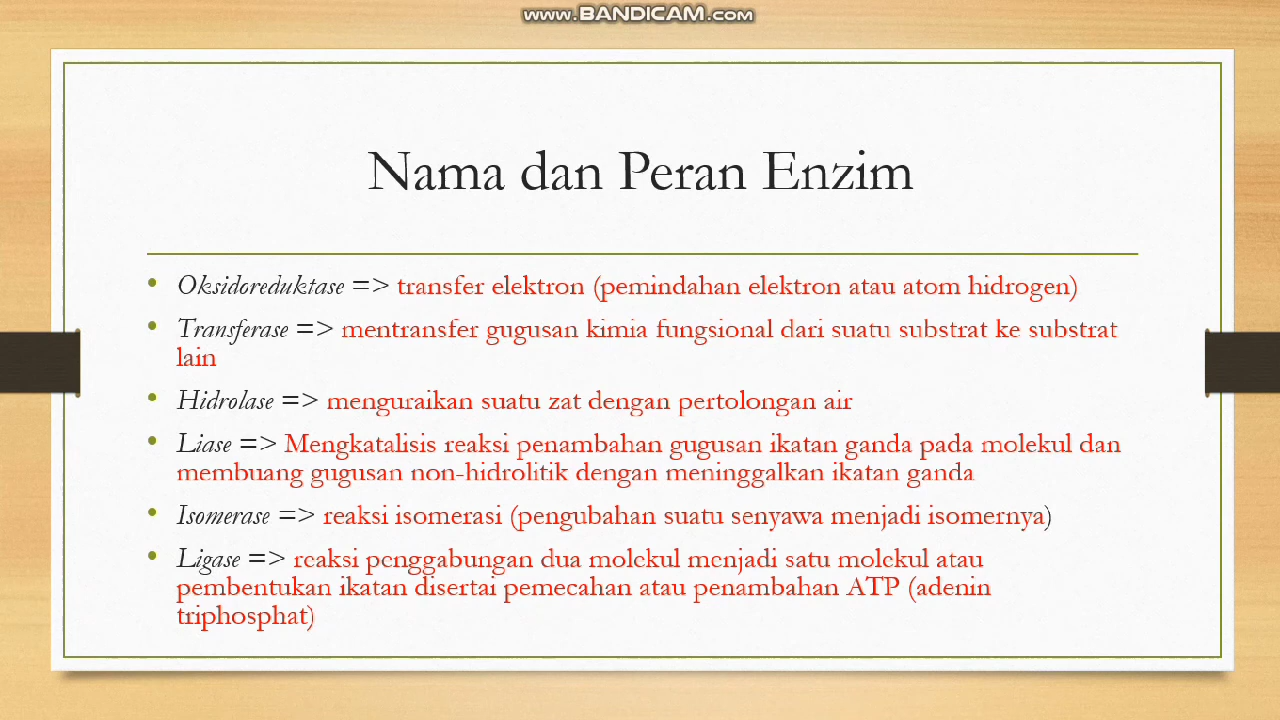 www.BANDICAM.com
Nama dan Peran Enzim
• Oksidoreduktase => transfer elektron (pemindahan elektron atau atom hidrogen)
• Transferase => mentransfer gugusan kimia fungsional dari suatu substrat ke substrat
lain
• Hidrolase => menguraikan suatu zat dengan pertolongan air
• Liase => Mengkatalisis reaksi penambahan gugusan ikatan ganda pada molekul dan
membuang gugusan non-hidrolitik dengan meninggalkan ikatan ganda
• Isomerase => reaksi isomerasi (pengubahan suatu senyawa menjadi isomernya)
• Ligase => reaksi penggabungan dua molekul menjadi satu molekul atau
pembentukan ikatan disertai pemecahan atau penambahan ATP (adenin
triphosphat)